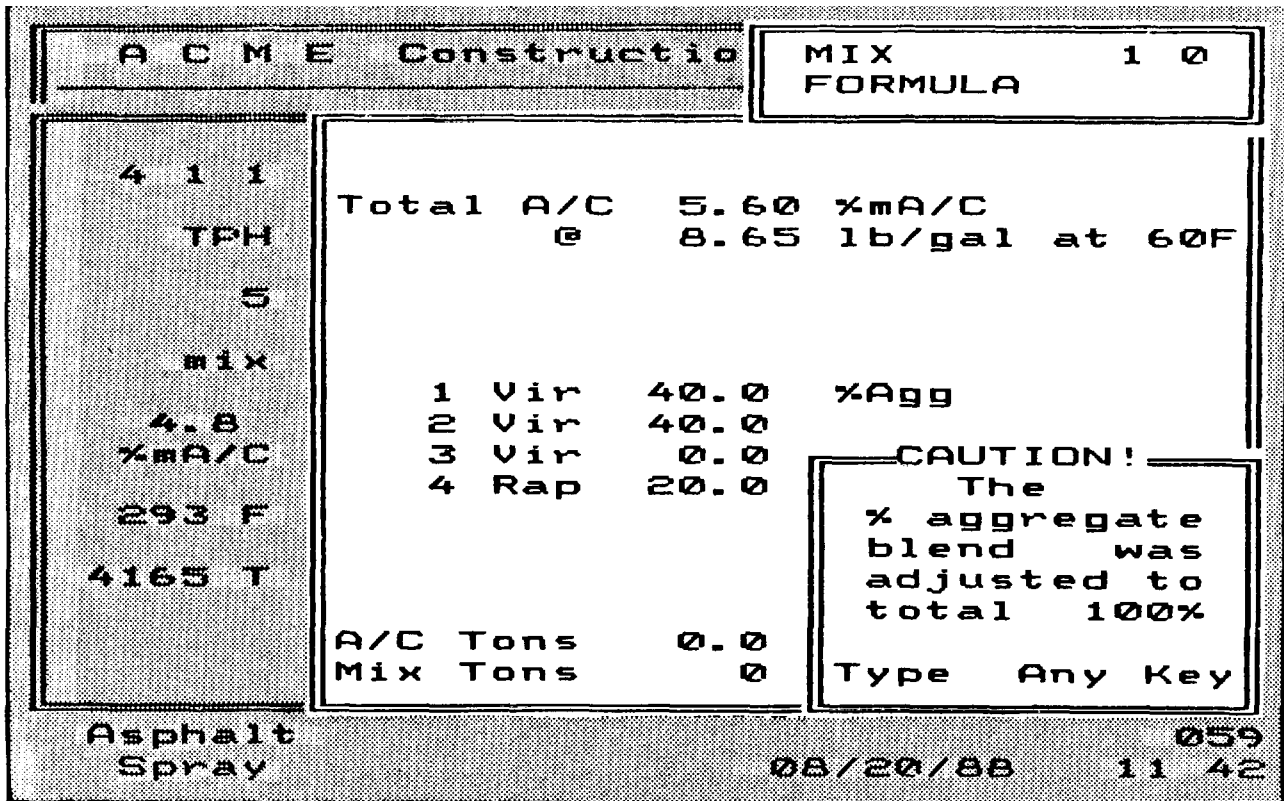 A C M E Constructio
MIX 1 0
FORMULA
4 1 1
TPH
5
mix
4.8
%mA/C
293 F
4165 T
Total A/C 5.60 %mA/C
@ 8.65 lb/gal at 60F
1 Vir 40.0 %Agg
2 Vir 40.0
3 Vir 0.0
4 Rap 20.0
A/C Tons 0.0
Mix Tons 0
CAUTION!
The
% aggregate
blend was
adjusted to
total 100%
Type Any Key
Asphalt
Spray
059
08/20/88 11 42